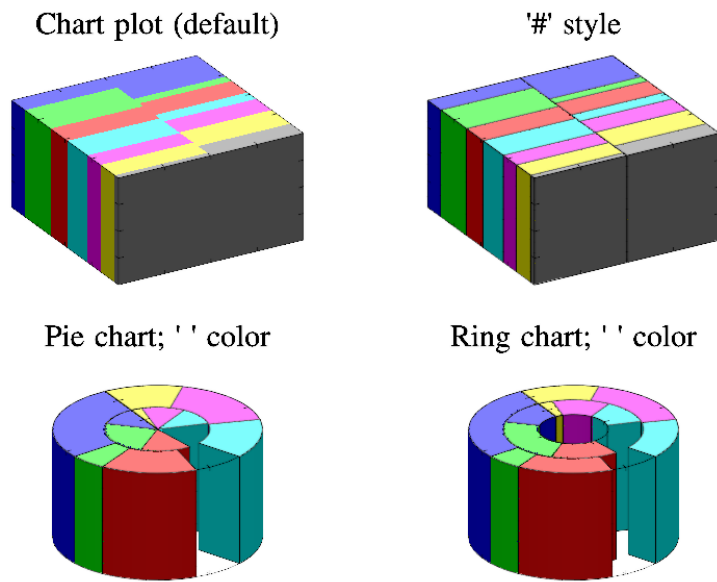 Chart plot (default)
'#' style
Pie chart; ' ' color
Ring chart; ' ' color